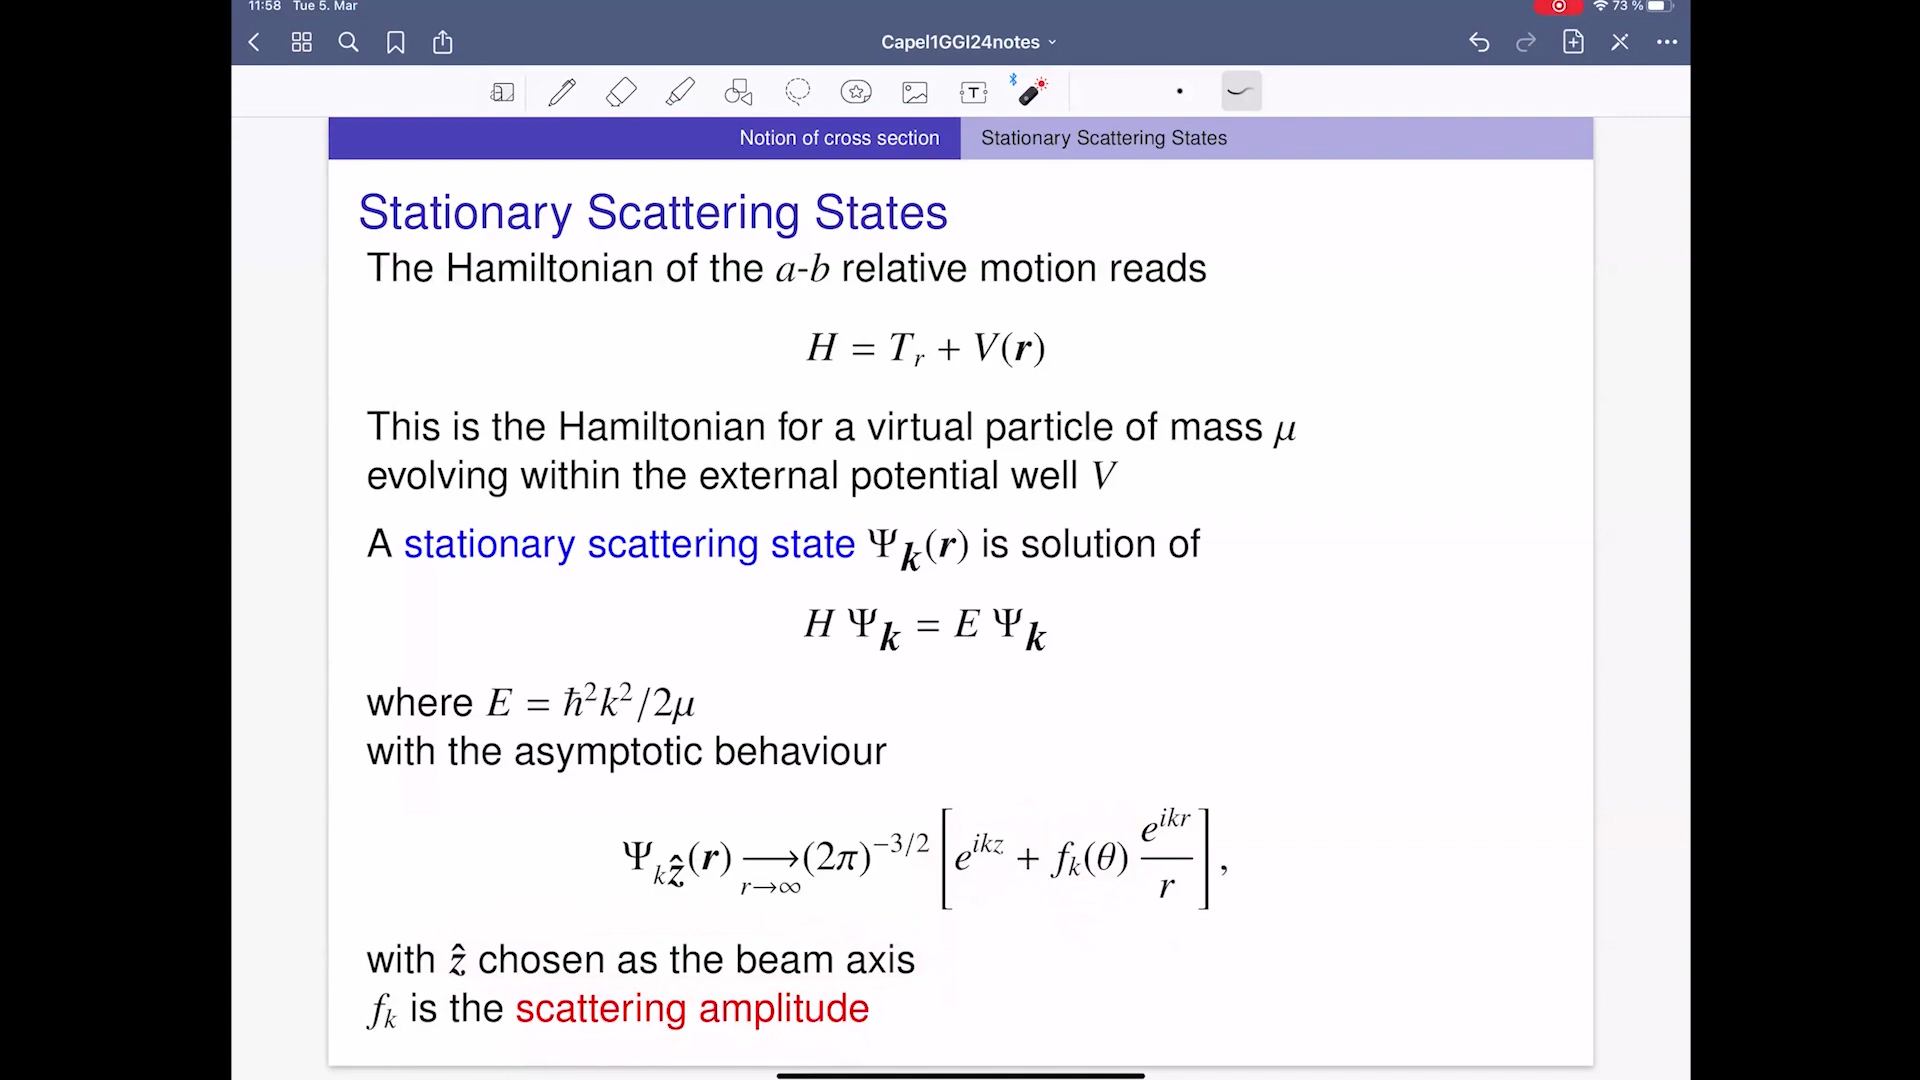 11:58 Tue 5. Mar 73 %
Capel1GGI24notes
Notion of cross section Stationary Scattering States
Stationary Scattering States
The Hamiltonian of the a-b relative motion reads
H = T_r + V(r)
This is the Hamiltonian for a virtual particle of mass μ
evolving within the external potential well V
A stationary scattering state Ψ_k(r) is solution of
H Ψ_k = E Ψ_k
where E = ħ²k²/2μ
with the asymptotic behaviour
Ψ_{kẑ}(r) ⟶_{r→∞} (2π)^{−3/2} [e^{ikz} + f_k(θ) e^{ikr}/r],
with ẑ chosen as the beam axis
f_k is the scattering amplitude